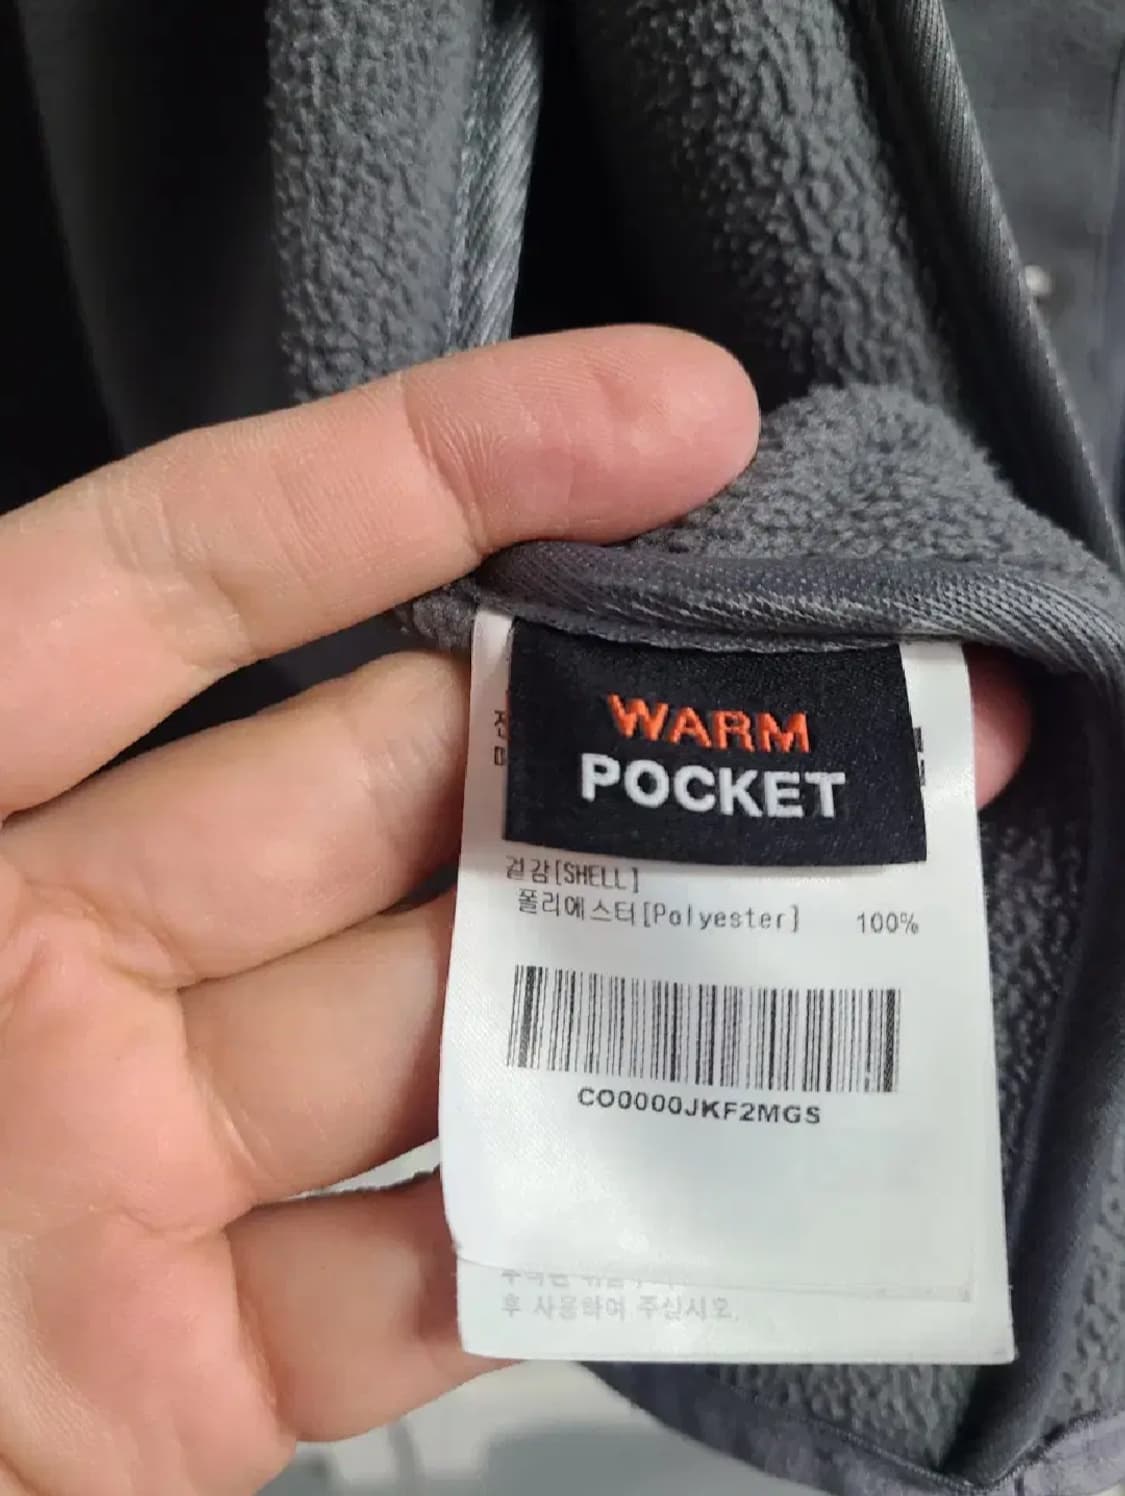 WARM
POCKET
겉감[SHELL]
폴리에스터[Polyester] 100%
CO0000JKF2MGS
후 사용하여 주십시오.